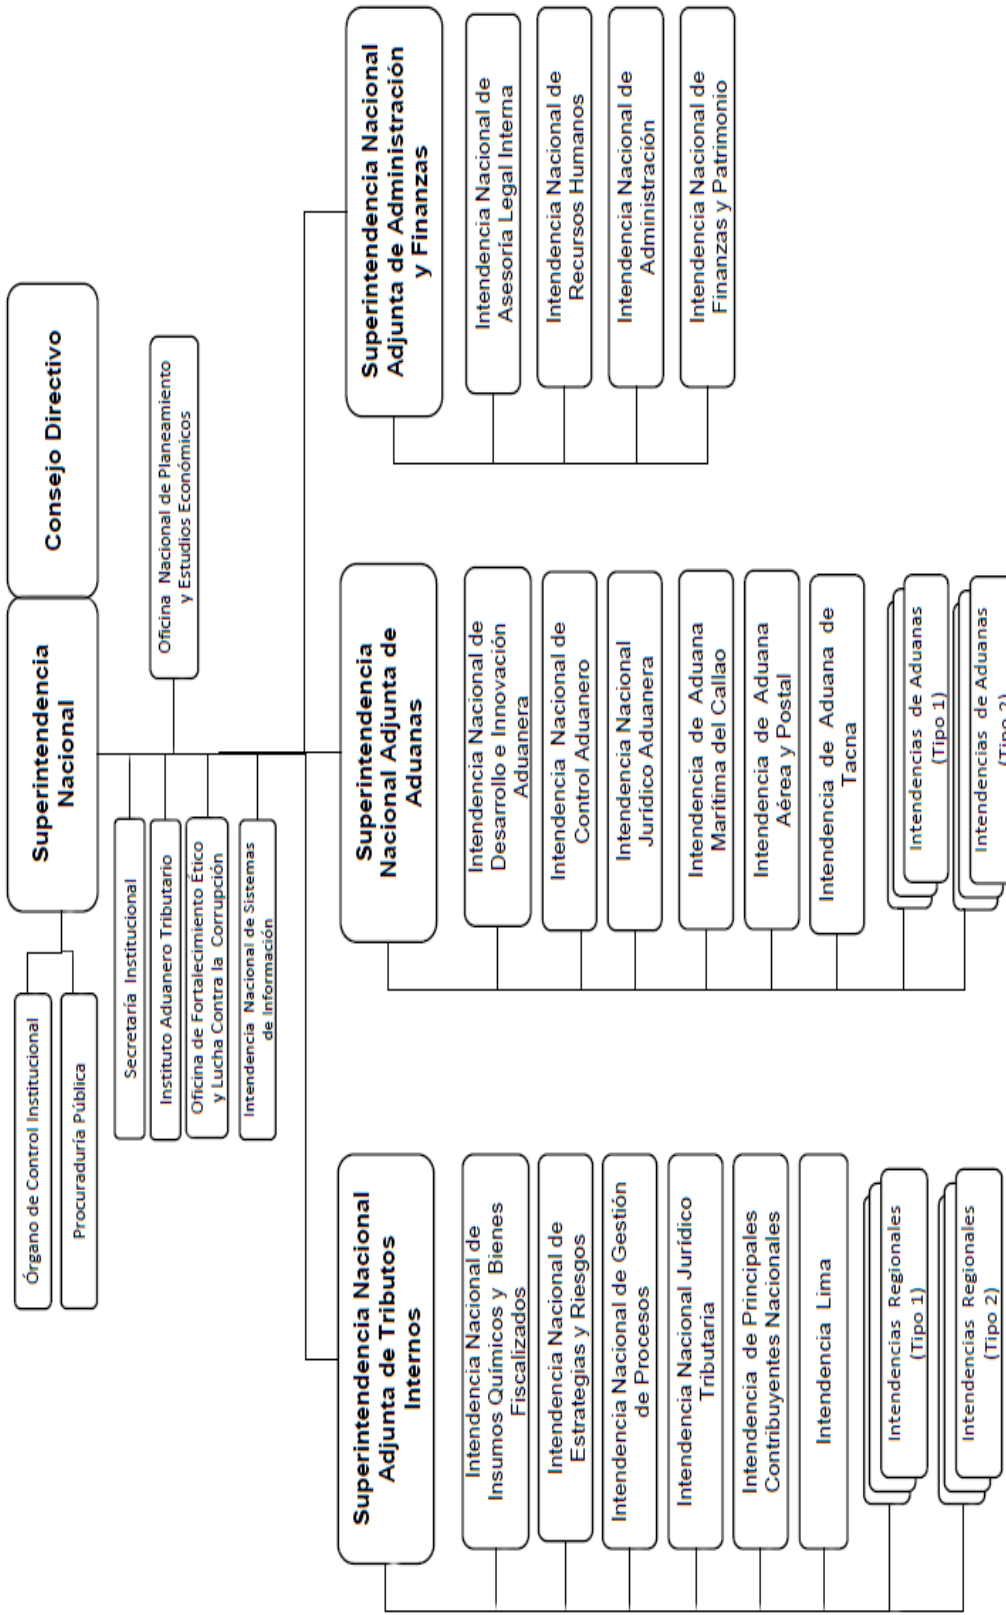 Superintendencia
Nacional
Consejo Directivo
Órgano de Control Institucional
Procuraduría Pública
Oficina Nacional de Planeamiento
y Estudios Económicos
Secretaría Institucional
Instituto Aduanero Tributario
Oficina de Fortalecimiento Ético
y Lucha Contra la Corrupción
Intendencia Nacional de Sistemas
de Información
Superintendencia Nacional
Adjunta de Tributos
Internos
Intendencia Nacional de
Insumos Químicos y Bienes
Fiscalizados
Intendencia Nacional de
Estrategias y Riesgos
Intendencia Nacional de Gestión
de Procesos
Intendencia Nacional Jurídico
Tributaria
Intendencia de Principales
Contribuyentes Nacionales
Intendencia Lima
Intendencias Regionales
(Tipo 1)
Intendencias Regionales
(Tipo 2)
Superintendencia
Nacional Adjunta de
Aduanas
Intendencia Nacional de
Desarrollo e Innovación
Aduanera
Intendencia Nacional de
Control Aduanero
Intendencia Nacional
Jurídico Aduanera
Intendencia de Aduana
Marítima del Callao
Intendencia de Aduana
Aérea y Postal
Intendencia de Aduana de
Tacna
Intendencias de Aduanas
(Tipo 1)
Intendencias de Aduanas
(Tipo 2)
Superintendencia Nacional
Adjunta de Administración
y Finanzas
Intendencia Nacional de
Asesoría Legal Interna
Intendencia Nacional de
Recursos Humanos
Intendencia Nacional de
Administración
Intendencia Nacional de
Finanzas y Patrimonio